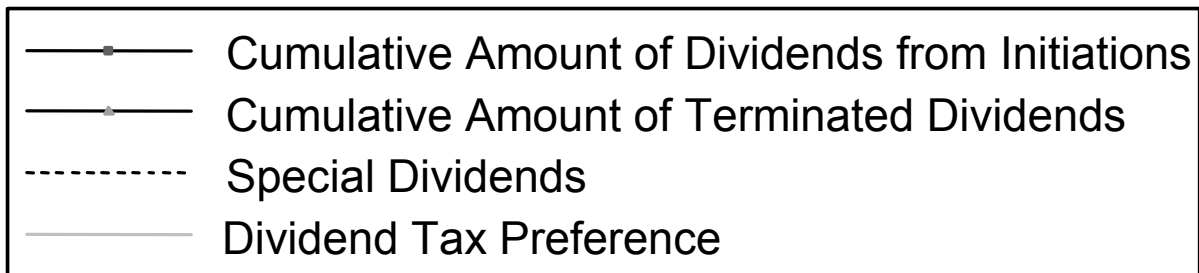 Cumulative Amount of Dividends from Initiations
Cumulative Amount of Terminated Dividends
Special Dividends
Dividend Tax Preference